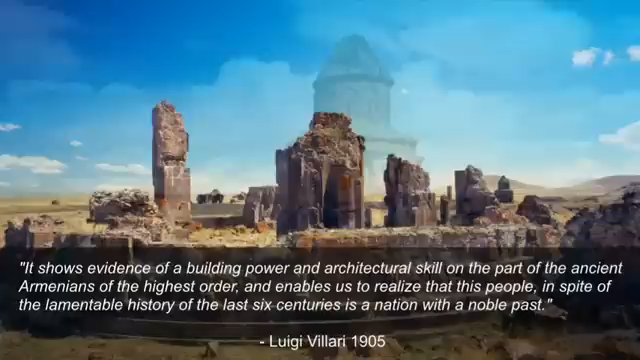 "It shows evidence of a building power and architectural skill on the part of the ancient
Armenians of the highest order, and enables us to realize that this people, in spite of
the lamentable history of the last six centuries is a nation with a noble past."
- Luigi Villari 1905